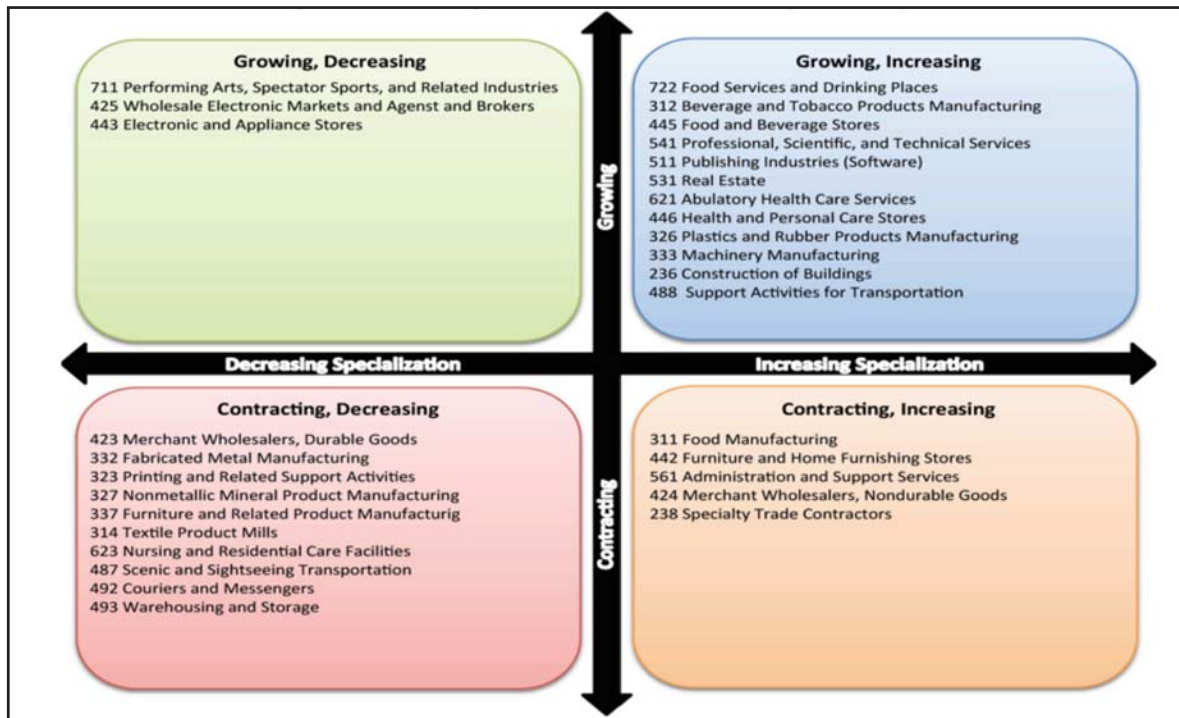 Growing, Decreasing
711 Performing Arts, Spectator Sports, and Related Industries
425 Wholesale Electronic Markets and Agenst and Brokers
443 Electronic and Appliance Stores
Growing, Increasing
722 Food Services and Drinking Places
312 Beverage and Tobacco Products Manufacturing
445 Food and Beverage Stores
541 Professional, Scientific, and Technical Services
511 Publishing Industries (Software)
531 Real Estate
621 Abulatory Health Care Services
446 Health and Personal Care Stores
326 Plastics and Rubber Products Manufacturing
333 Machinery Manufacturing
236 Construction of Buildings
488 Support Activities for Transportation
Growing
Decreasing Specialization
Increasing Specialization
Contracting
Contracting, Decreasing
423 Merchant Wholesalers, Durable Goods
332 Fabricated Metal Manufacturing
323 Printing and Related Support Activities
327 Nonmetallic Mineral Product Manufacturing
337 Furniture and Related Product Manufacturig
314 Textile Product Mills
623 Nursing and Residential Care Facilities
487 Scenic and Sightseeing Transportation
492 Couriers and Messengers
493 Warehousing and Storage
Contracting, Increasing
311 Food Manufacturing
442 Furniture and Home Furnishing Stores
561 Administration and Support Services
424 Merchant Wholesalers, Nondurable Goods
238 Specialty Trade Contractors